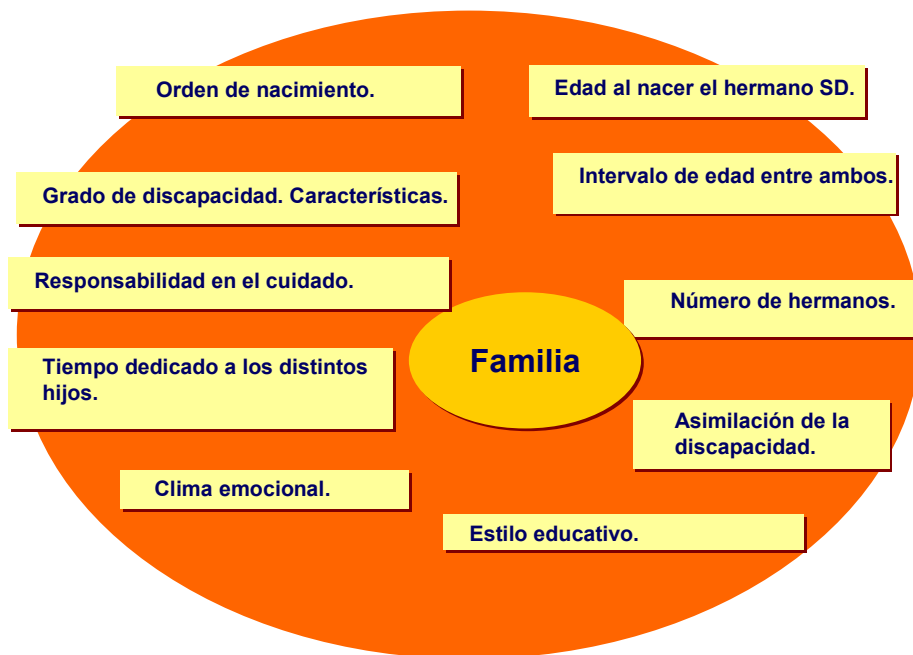 Orden de nacimiento.
Edad al nacer el hermano SD.
Grado de discapacidad. Características.
Intervalo de edad entre ambos.
Responsabilidad en el cuidado.
Número de hermanos.
Familia
Tiempo dedicado a los distintos
hijos.
Asimilación de la
discapacidad.
Clima emocional.
Estilo educativo.